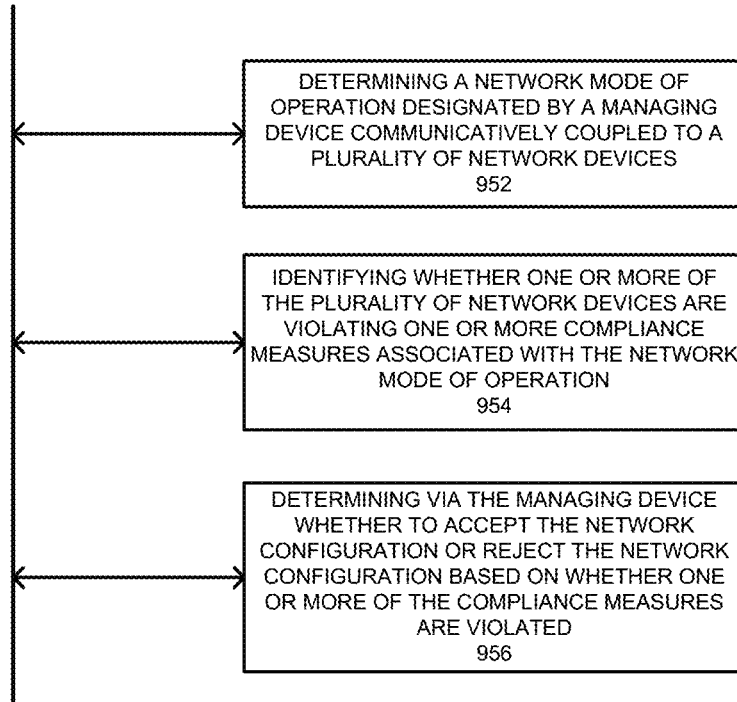 DETERMINING A NETWORK MODE OF
OPERATION DESIGNATED BY A MANAGING
DEVICE COMMUNICATIVELY COUPLED TO A
PLURALITY OF NETWORK DEVICES
952
IDENTIFYING WHETHER ONE OR MORE OF
THE PLURALITY OF NETWORK DEVICES ARE
VIOLATING ONE OR MORE COMPLIANCE
MEASURES ASSOCIATED WITH THE NETWORK
MODE OF OPERATION
954
DETERMINING VIA THE MANAGING DEVICE
WHETHER TO ACCEPT THE NETWORK
CONFIGURATION OR REJECT THE NETWORK
CONFIGURATION BASED ON WHETHER ONE
OR MORE OF THE COMPLIANCE MEASURES
ARE VIOLATED
956